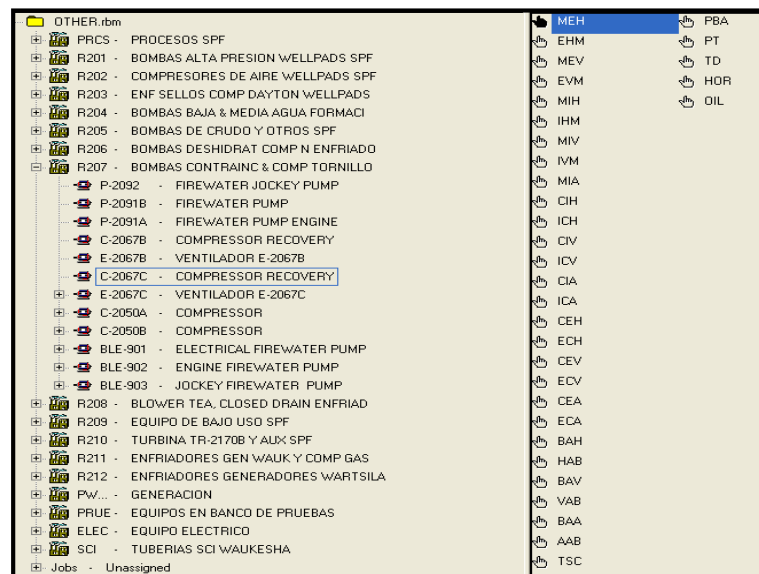 OTHER.rbm
PRCS - PROCESOS SPF
R201 - BOMBAS ALTA PRESION WELLPADS SPF
R202 - COMPRESORES DE AIRE WELLPADS SPF
R203 - ENF SELLOS COMP DAYTON WELLPADS
R204 - BOMBAS BAJA & MEDIA AGUA FORMACI
R205 - BOMBAS DE CRUDO Y OTROS SPF
R206 - BOMBAS DESHIDRAT COMP N ENFRIADO
R207 - BOMBAS CONTRAINC & COMP TORNILLO
P-2092 - FIREWATER JOCKEY PUMP
P-2091B - FIREWATER PUMP
P-2091A - FIREWATER PUMP ENGINE
C-2067B - COMPRESSOR RECOVERY
E-2067B - VENTILADOR E-2067B
C-2067C - COMPRESSOR RECOVERY
E-2067C - VENTILADOR E-2067C
C-2050A - COMPRESSOR
C-2050B - COMPRESSOR
BLE-901 - ELECTRICAL FIREWATER PUMP
BLE-902 - ENGINE FIREWATER PUMP
BLE-903 - JOCKEY FIREWATER PUMP
R208 - BLOWER TEA, CLOSED DRAIN ENFRIAD
R209 - EQUIPO DE BAJO USO SPF
R210 - TURBINA TR-2170B Y AUX SPF
R211 - ENFRIADORES GEN WAUK Y COMP GAS
R212 - ENFRIADORES GENERADORES WARTSILA
PW... - GENERACION
PRUE - EQUIPOS EN BANCO DE PRUEBAS
ELEC - EQUIPO ELECTRICO
SCI - TUBERIAS SCI WAUKESHA
Jobs - Unassigned
MEH
EHM
MEV
EVM
MIH
IHM
MIV
IVM
MIA
CIH
ICH
CIV
ICV
CIA
ICA
CEH
ECH
CEV
ECV
CEA
ECA
BAH
HAB
BAV
VAB
BAA
AAB
TSC
PBA
PT
TD
HOR
OIL